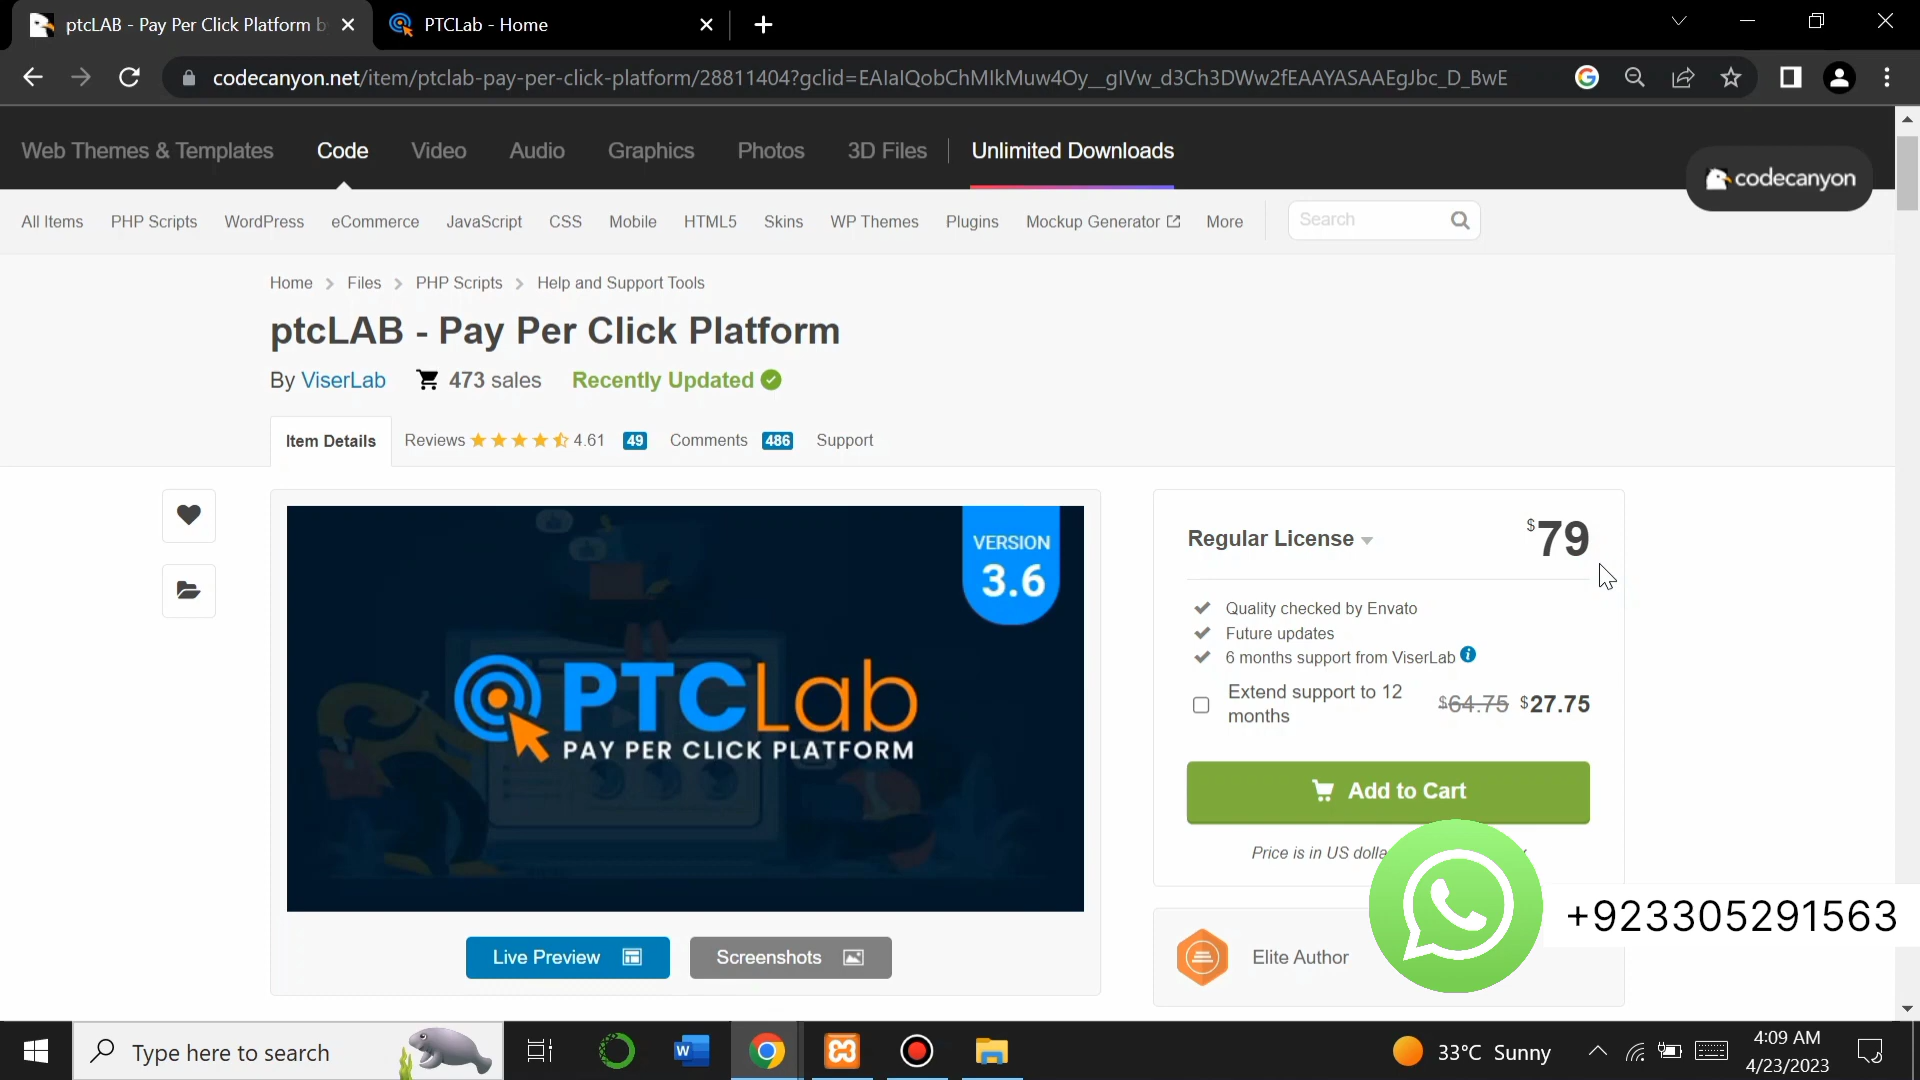 ptcLAB - Pay Per Click Platform b
PTCLab - Home
codecanyon.net/item/ptclab-pay-per-click-platform/28811404?gclid=EAIaIQobChMIkMuw4Oy__gIVw_d3Ch3DWw2fEAAYASAAEgJbc_D_BwE
Web Themes & Templates Code Video Audio Graphics Photos 3D Files Unlimited Downloads
codecanyon
All Items PHP Scripts WordPress eCommerce JavaScript CSS Mobile HTML5 Skins WP Themes Plugins Mockup Generator More Search
Home > Files > PHP Scripts > Help and Support Tools
ptcLAB - Pay Per Click Platform
By ViserLab 473 sales Recently Updated
Item Details Reviews 4.61 49 Comments 486 Support
VERSION
3.6
PTCLab
PAY PER CLICK PLATFORM
Live Preview Screenshots
Regular License $79
Quality checked by Envato
Future updates
6 months support from ViserLab
Extend support to 12
months
$64.75 $27.75
Add to Cart
Price is in US
Elite Author
+923305291563
Type here to search
33°C Sunny
4:09 AM
4/23/2023